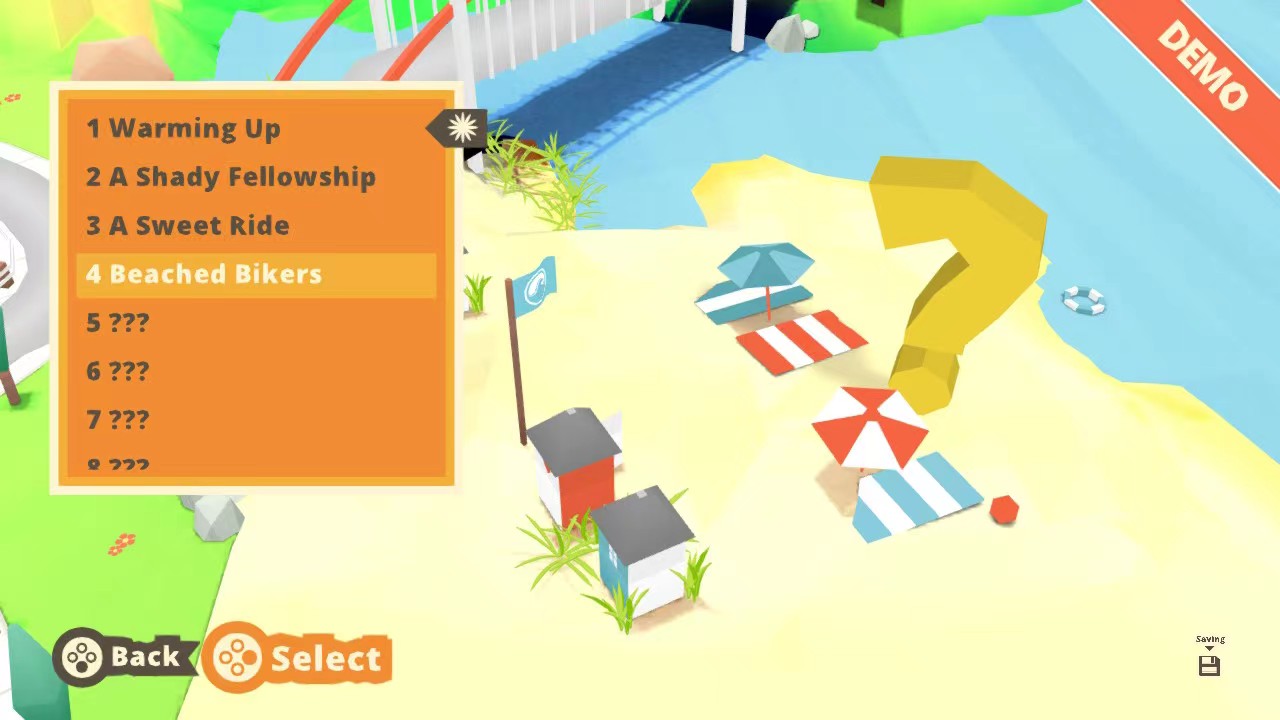 DEMO
1 Warming Up
2 A Shady Fellowship
3 A Sweet Ride
4 Beached Bikers
5 ???
6 ???
7 ???
8 ???
Back
Select
Saving